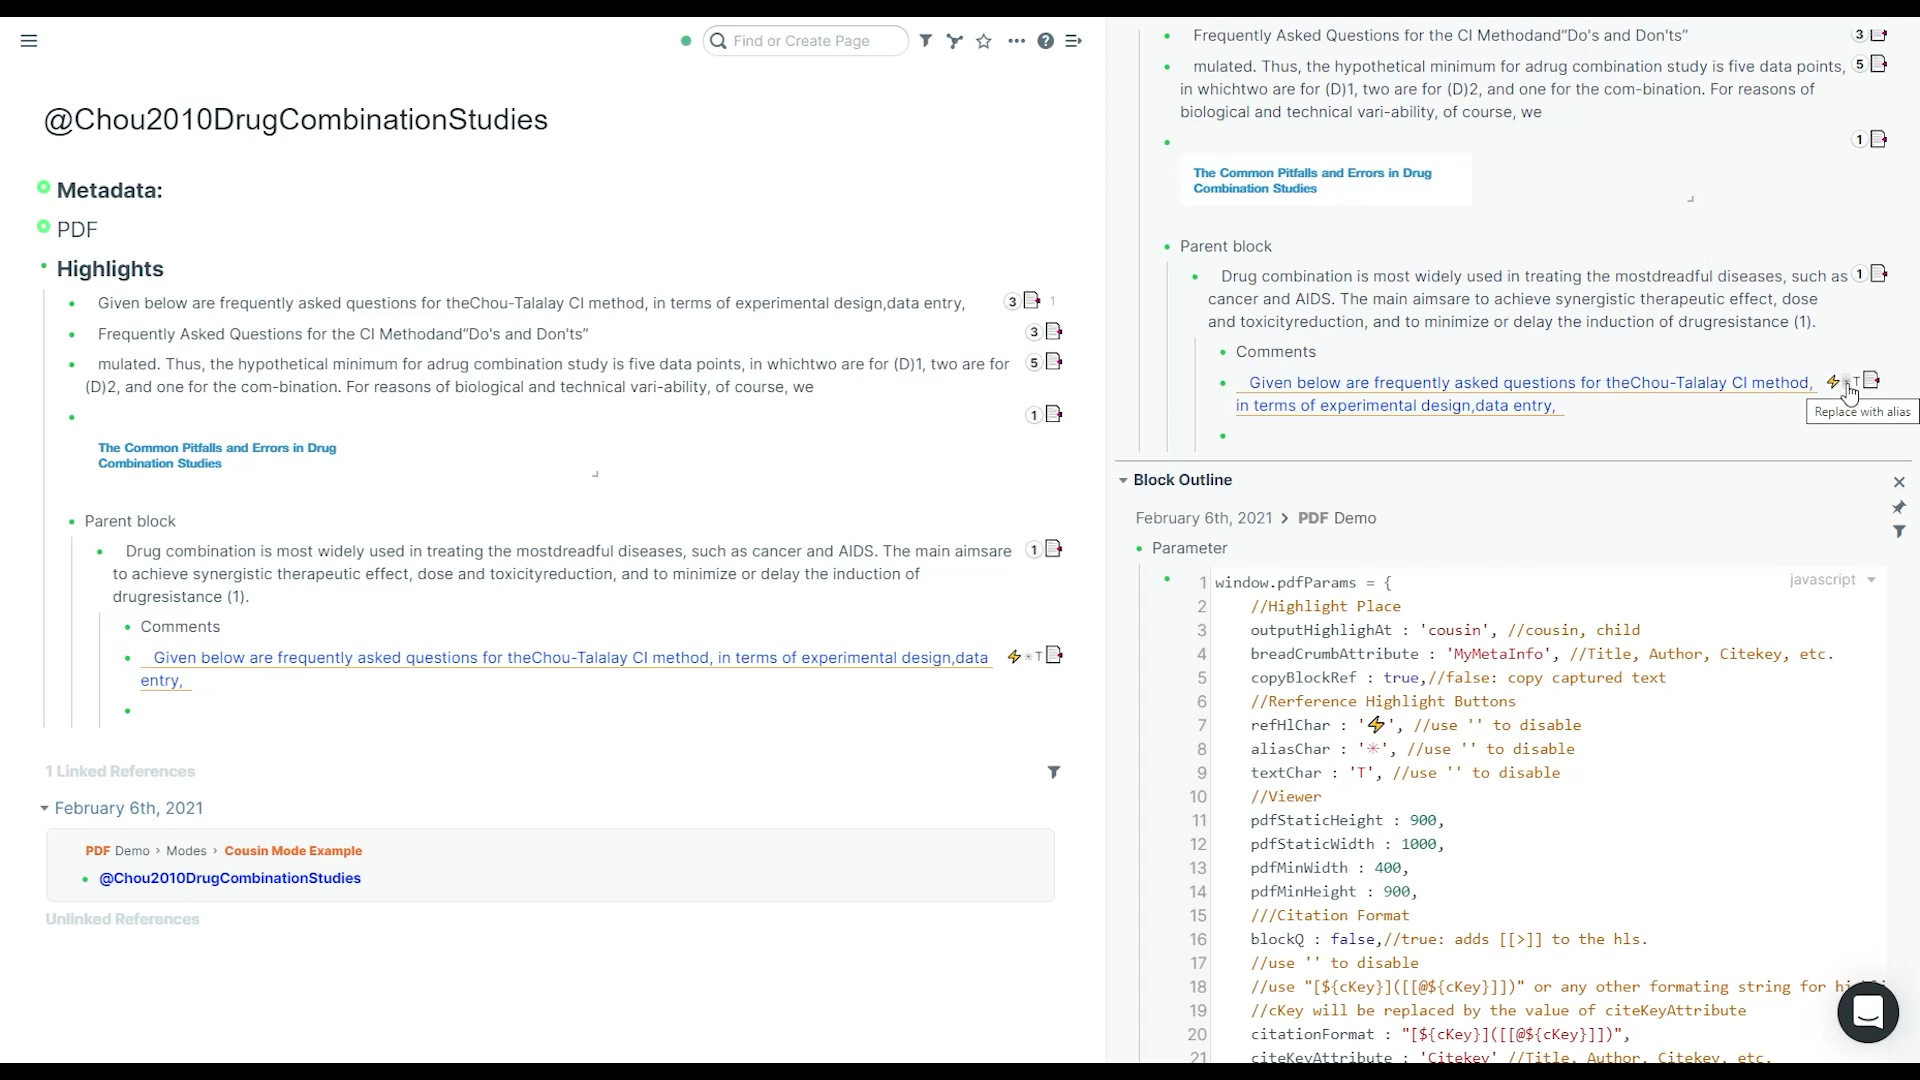 Find or Create Page
@Chou2010DrugCombinationStudies
Metadata:
PDF
Highlights
Given below are frequently asked questions for theChou-Talalay CI method, in terms of experimental design,data entry, 3 1
Frequently Asked Questions for the CI Methodand“Do's and Don'ts” 3
mulated. Thus, the hypothetical minimum for adrug combination study is five data points, in whichtwo are for (D)1, two are for 5
(D)2, and one for the com-bination. For reasons of biological and technical vari-ability, of course, we
1
The Common Pitfalls and Errors in Drug
Combination Studies
Parent block
Drug combination is most widely used in treating the mostdreadful diseases, such as cancer and AIDS. The main aimsare 1
to achieve synergistic therapeutic effect, dose and toxicityreduction, and to minimize or delay the induction of
drugresistance (1).
Comments
Given below are frequently asked questions for theChou-Talalay CI method, in terms of experimental design,data ⚡*T
entry,
1 Linked References
February 6th, 2021
PDF Demo › Modes › Cousin Mode Example
@Chou2010DrugCombinationStudies
Unlinked References
Frequently Asked Questions for the CI Methodand“Do's and Don'ts” 3
mulated. Thus, the hypothetical minimum for adrug combination study is five data points, 5
in whichtwo are for (D)1, two are for (D)2, and one for the com-bination. For reasons of
biological and technical vari-ability, of course, we
1
The Common Pitfalls and Errors in Drug
Combination Studies
Parent block
Drug combination is most widely used in treating the mostdreadful diseases, such as 1
cancer and AIDS. The main aimsare to achieve synergistic therapeutic effect, dose
and toxicityreduction, and to minimize or delay the induction of drugresistance (1).
Comments
Given below are frequently asked questions for theChou-Talalay CI method, ⚡*T
in terms of experimental design,data entry,
Replace with alias
Block Outline
February 6th, 2021 > PDF Demo
Parameter
javascript
1 window.pdfParams = {
2 //Highlight Place
3 outputHighlighAt : 'cousin', //cousin, child
4 breadCrumbAttribute : 'MyMetaInfo', //Title, Author, Citekey, etc.
5 copyBlockRef : true,//false: copy captured text
6 //Rerference Highlight Buttons
7 refHlChar : '⚡', //use '' to disable
8 aliasChar : '✳', //use '' to disable
9 textChar : 'T', //use '' to disable
10 //Viewer
11 pdfStaticHeight : 900,
12 pdfStaticWidth : 1000,
13 pdfMinWidth : 400,
14 pdfMinHeight : 900,
15 ///Citation Format
16 blockQ : false,//true: adds [[>]] to the hls.
17 //use '' to disable
18 //use "[${cKey}]([[@${cKey}]])" or any other formating string for
19 //cKey will be replaced by the value of citeKeyAttribute
20 citationFormat : "[${cKey}]([[@${cKey}]])",
21 citeKeyAttribute : 'Citekey' //Title, Author, Citekey, etc.